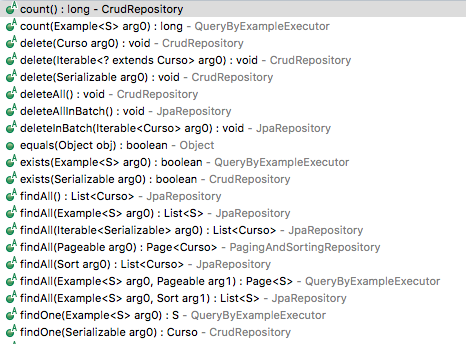 count() : long - CrudRepository
count(Example<S> arg0) : long - QueryByExampleExecutor
delete(Curso arg0) : void - CrudRepository
delete(Iterable<? extends Curso> arg0) : void - CrudRepository
delete(Serializable arg0) : void - CrudRepository
deleteAll() : void - CrudRepository
deleteAllInBatch() : void - JpaRepository
deleteInBatch(Iterable<Curso> arg0) : void - JpaRepository
equals(Object obj) : boolean - Object
exists(Example<S> arg0) : boolean - QueryByExampleExecutor
exists(Serializable arg0) : boolean - CrudRepository
findAll() : List<Curso> - JpaRepository
findAll(Example<S> arg0) : List<S> - JpaRepository
findAll(Iterable<Serializable> arg0) : List<Curso> - JpaRepository
findAll(Pageable arg0) : Page<Curso> - PagingAndSortingRepository
findAll(Sort arg0) : List<Curso> - JpaRepository
findAll(Example<S> arg0, Pageable arg1) : Page<S> - QueryByExampleExecutor
findAll(Example<S> arg0, Sort arg1) : List<S> - JpaRepository
findOne(Example<S> arg0) : S - QueryByExampleExecutor
findOne(Serializable arg0) : Curso - CrudRepository